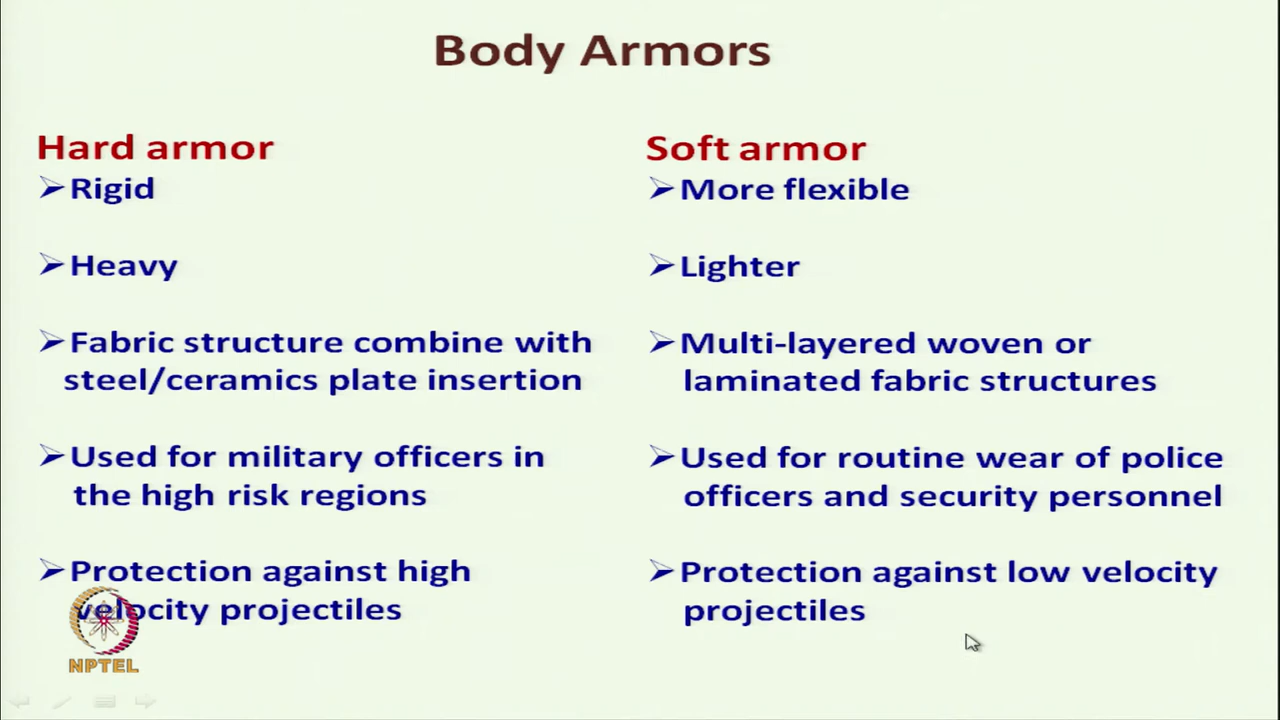 Body Armors
Hard armor
➢Rigid
➢Heavy
➢Fabric structure combine with
steel/ceramics plate insertion
➢Used for military officers in
the high risk regions
➢Protection against high
velocity projectiles
Soft armor
➢More flexible
➢Lighter
➢Multi-layered woven or
laminated fabric structures
➢Used for routine wear of police
officers and security personnel
➢Protection against low velocity
projectiles
NPTEL